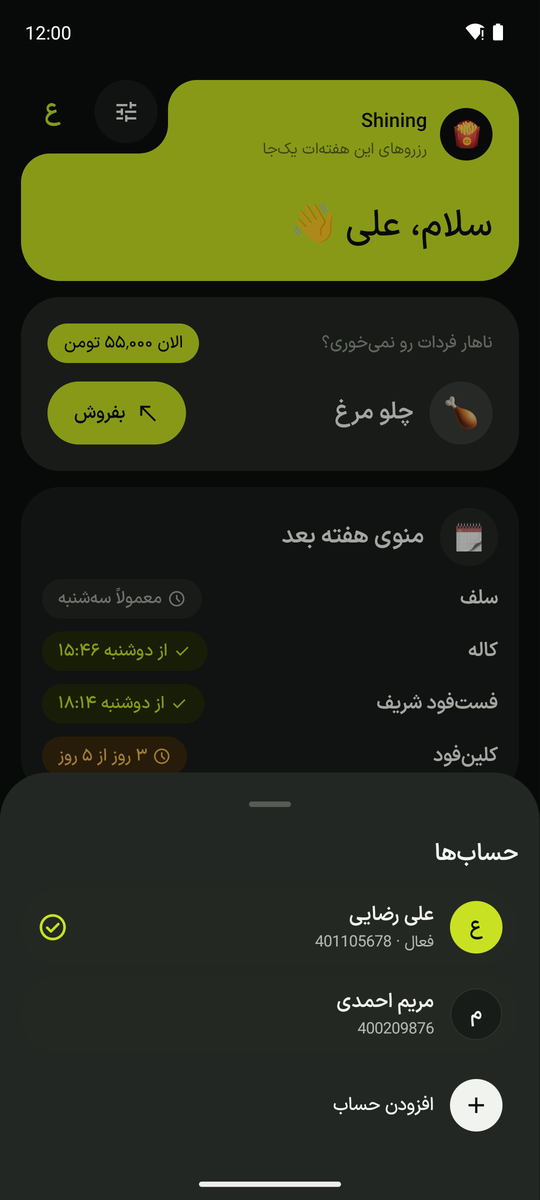 12:00
ع
Shining
رزروهای این هفته‌ات یک‌جا
سلام، علی 👋
ناهار فردات رو نمی‌خوری؟
الان ۵۵٬۰۰۰ تومن
چلو مرغ
بفروش
منوی هفته بعد
سلف
معمولاً سه‌شنبه
کاله
از دوشنبه ۱۵:۴۶
فست‌فود شریف
از دوشنبه ۱۸:۱۴
کلین‌فود
۳ روز از ۵ روز
حساب‌ها
ع
علی رضایی
فعال · 401105678
م
مریم احمدی
400209876
افزودن حساب